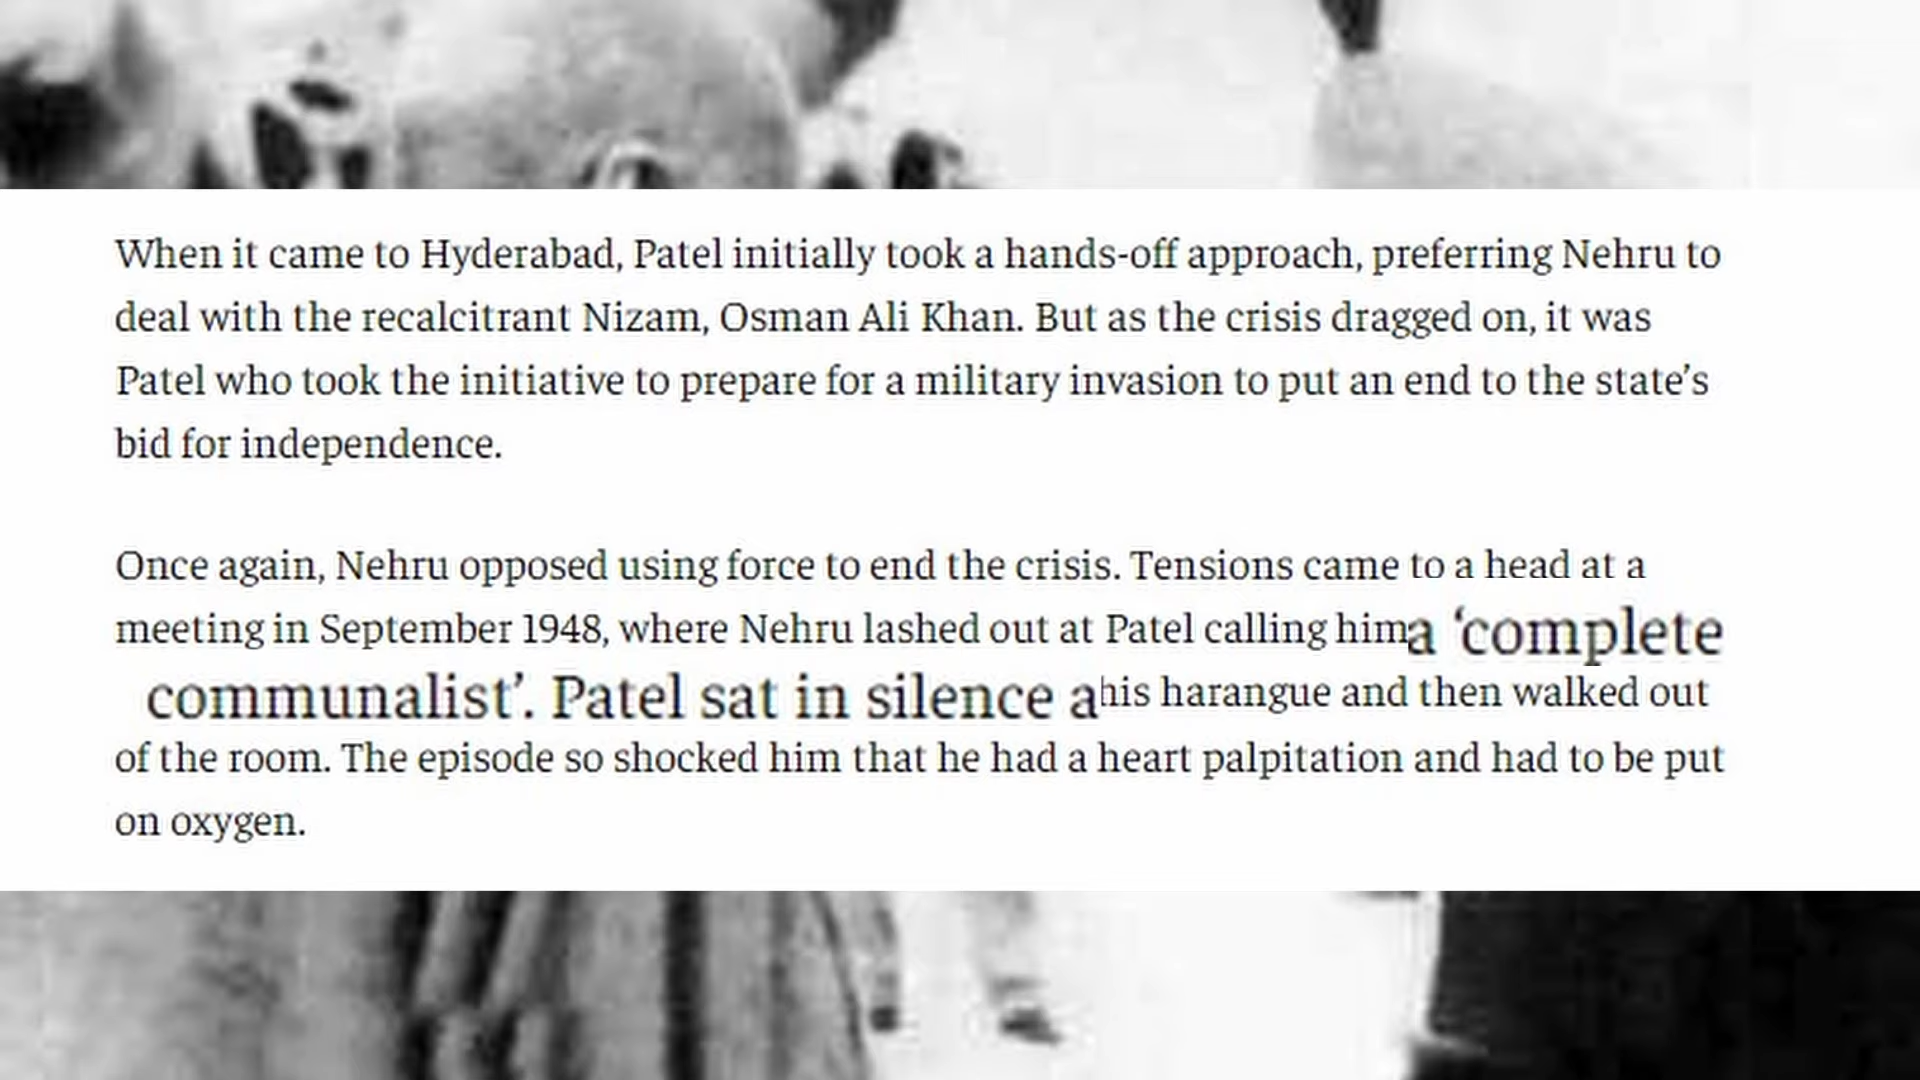 When it came to Hyderabad, Patel initially took a hands-off approach, preferring Nehru to
deal with the recalcitrant Nizam, Osman Ali Khan. But as the crisis dragged on, it was
Patel who took the initiative to prepare for a military invasion to put an end to the state’s
bid for independence.
Once again, Nehru opposed using force to end the crisis. Tensions came to a head at a
meeting in September 1948, where Nehru lashed out at Patel calling him a ‘complete
communalist’. Patel sat in silence a his harangue and then walked out
of the room. The episode so shocked him that he had a heart palpitation and had to be put
on oxygen.